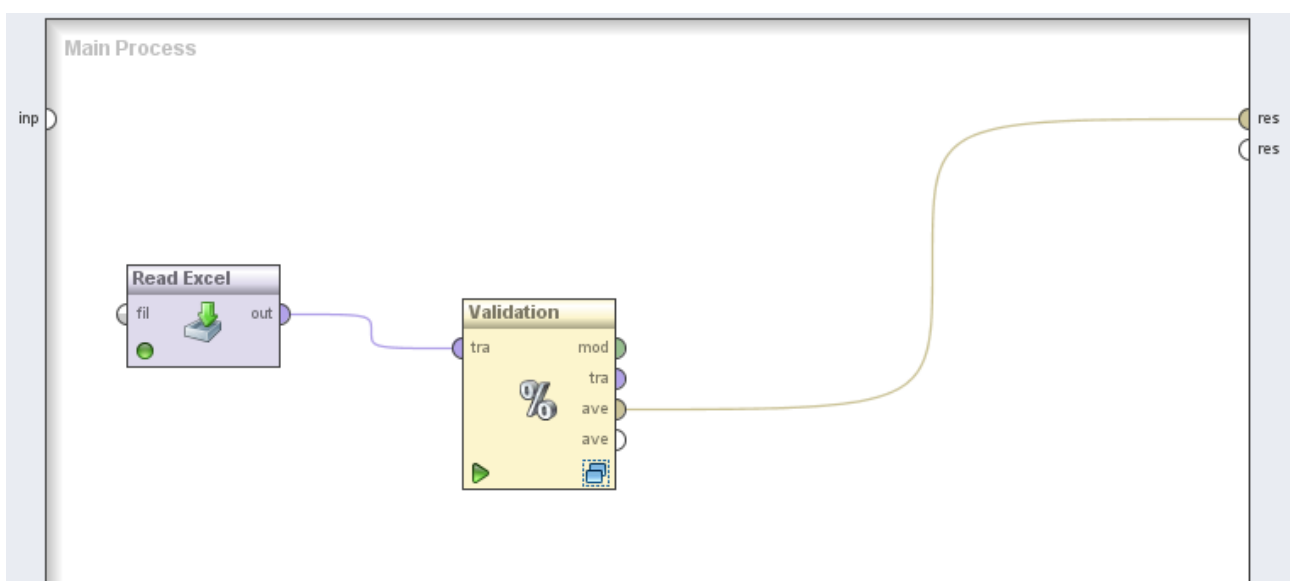 Main Process
inp
res
res
Read Excel
fil
out
Validation
tra
mod
tra
%
ave
ave